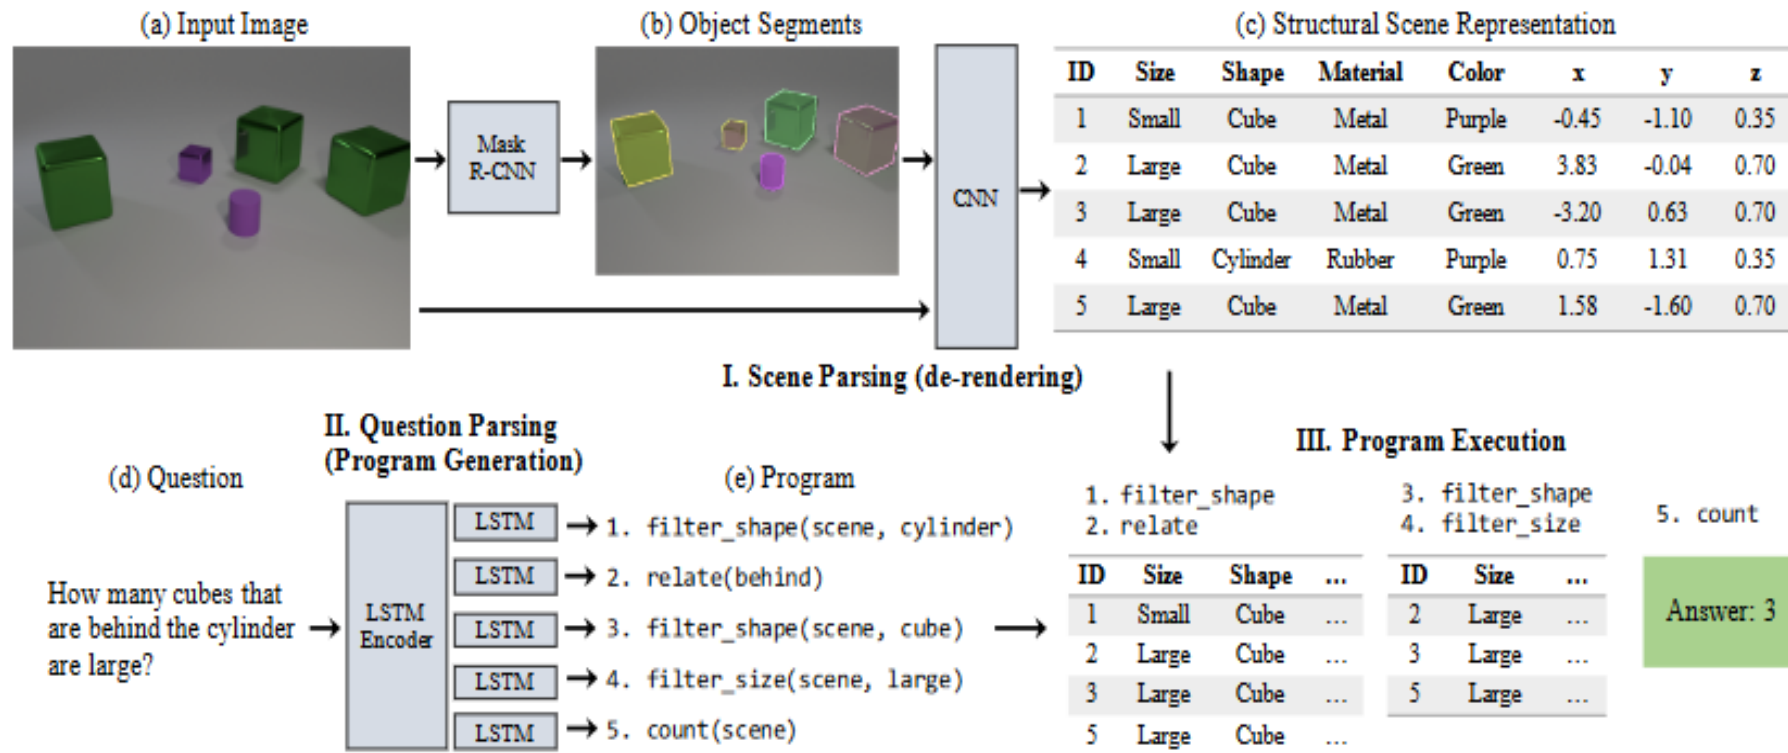 (a) Input Image
(b) Object Segments
(c) Structural Scene Representation
Mask
R-CNN
CNN
ID Size Shape Material Color x y z
1 Small Cube Metal Purple -0.45 -1.10 0.35
2 Large Cube Metal Green 3.83 -0.04 0.70
3 Large Cube Metal Green -3.20 0.63 0.70
4 Small Cylinder Rubber Purple 0.75 1.31 0.35
5 Large Cube Metal Green 1.58 -1.60 0.70
I. Scene Parsing (de-rendering)
II. Question Parsing
(Program Generation)
III. Program Execution
(d) Question
How many cubes that
are behind the cylinder
are large?
LSTM
Encoder
(e) Program
LSTM 1. filter_shape(scene, cylinder)
LSTM 2. relate(behind)
LSTM 3. filter_shape(scene, cube)
LSTM 4. filter_size(scene, large)
LSTM 5. count(scene)
1. filter_shape
2. relate
ID Size Shape ...
1 Small Cube ...
2 Large Cube ...
3 Large Cube ...
5 Large Cube ...
3. filter_shape
4. filter_size
ID Size ...
2 Large ...
3 Large ...
5 Large ...
5. count
Answer: 3